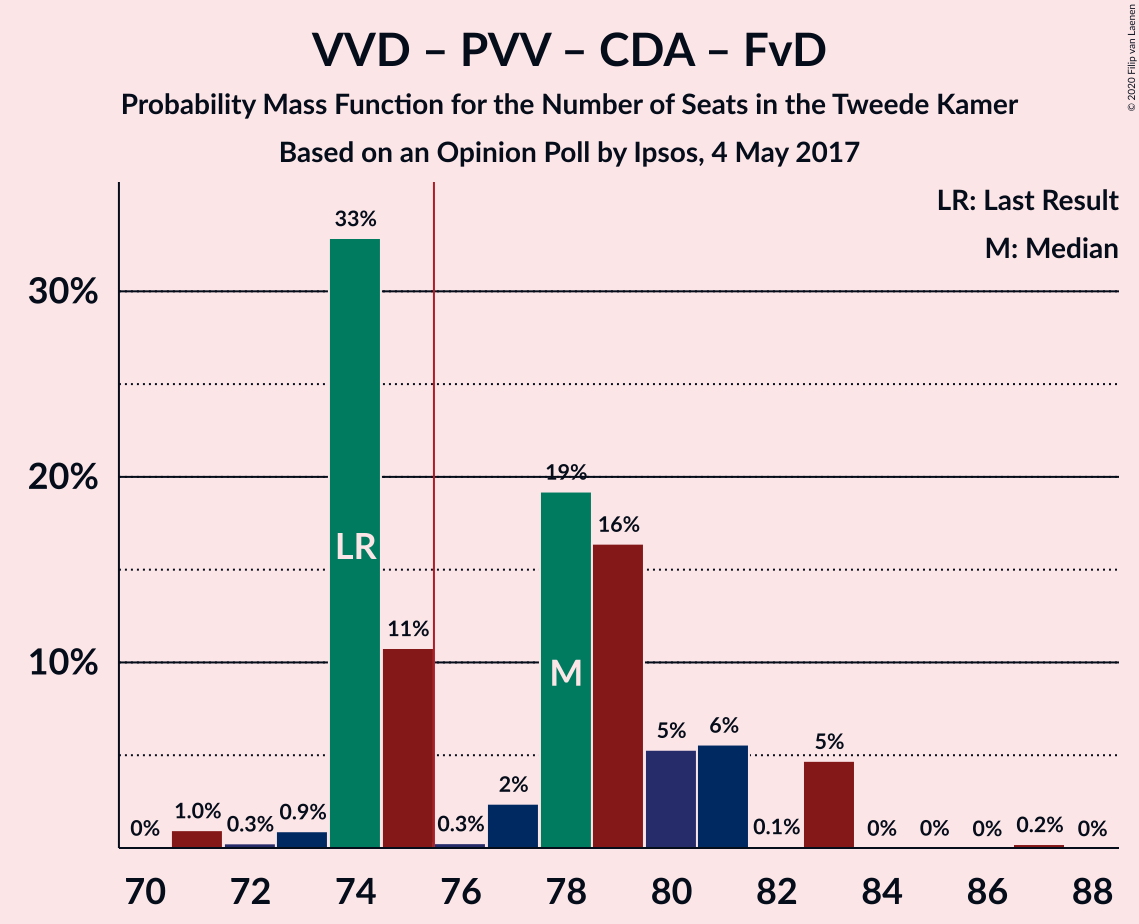 VVD – PVV – CDA – FvD
Probability Mass Function for the Number of Seats in the Tweede Kamer
Based on an Opinion Poll by Ipsos, 4 May 2017
© 2020 Filip van Laenen
LR: Last Result
M: Median
30%
20%
10%
0%
1.0%
0.3%
0.9%
33%
LR
11%
0.3%
2%
19%
M
16%
5%
6%
0.1%
5%
0%
0%
0%
0.2%
0%
70 72 74 76 78 80 82 84 86 88